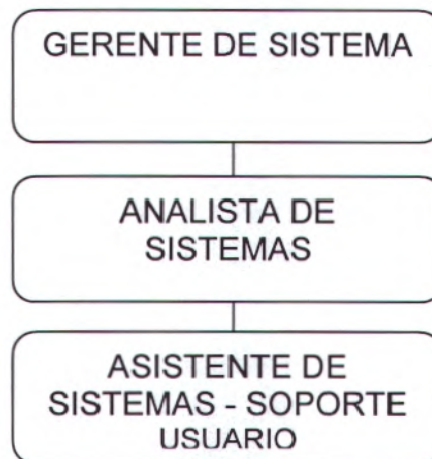 GERENTE DE SISTEMA
ANALISTA DE
SISTEMAS
ASISTENTE DE
SISTEMAS - SOPORTE
USUARIO